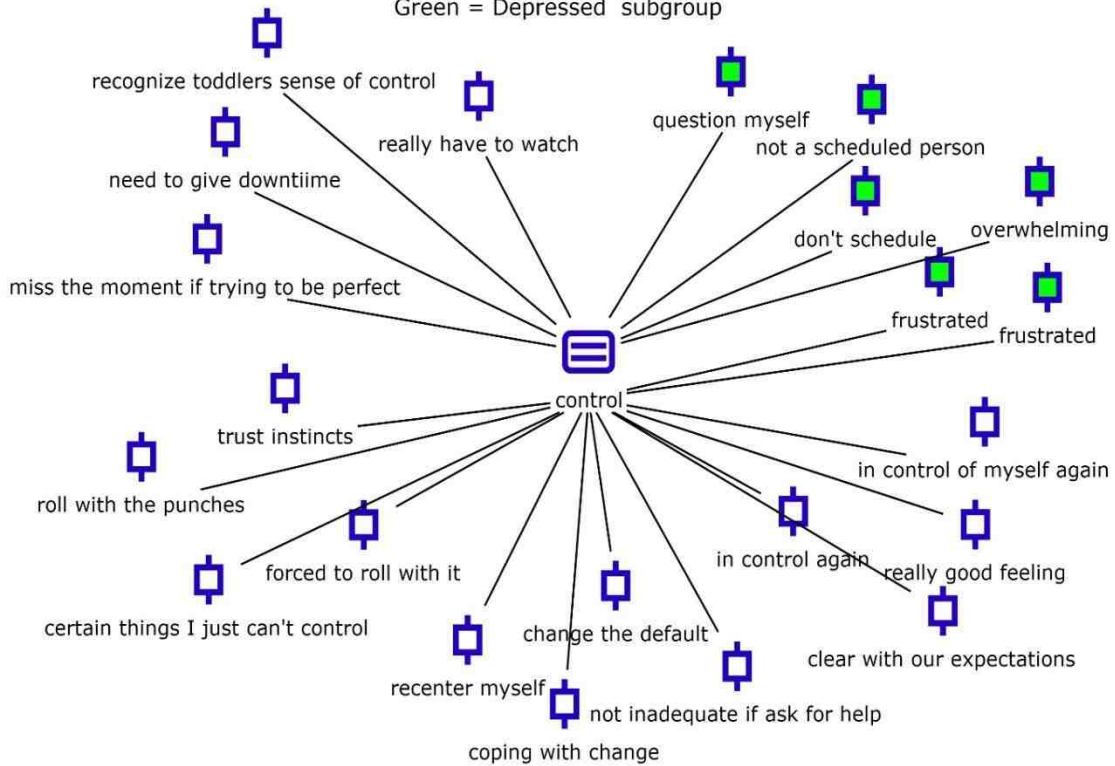 Green = Depressed subgroup
recognize toddlers sense of control
really have to watch
question myself
not a scheduled person
need to give downtiime
don't schedule
overwhelming
miss the moment if trying to be perfect
frustrated
frustrated
control
trust instincts
in control of myself again
roll with the punches
forced to roll with it
in control again
really good feeling
certain things I just can't control
change the default
clear with our expectations
recenter myself
not inadequate if ask for help
coping with change